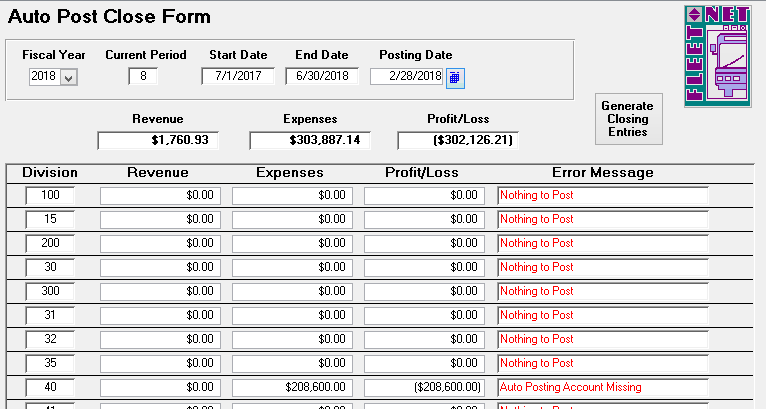 Auto Post Close Form
FLEET NET
Fiscal Year Current Period Start Date End Date Posting Date
2018 8 7/1/2017 6/30/2018 2/28/2018
Generate
Closing
Entries
Revenue Expenses Profit/Loss
$1,760.93 $303,887.14 ($302,126.21)
Division Revenue Expenses Profit/Loss Error Message
100 $0.00 $0.00 $0.00 Nothing to Post
15 $0.00 $0.00 $0.00 Nothing to Post
200 $0.00 $0.00 $0.00 Nothing to Post
30 $0.00 $0.00 $0.00 Nothing to Post
300 $0.00 $0.00 $0.00 Nothing to Post
31 $0.00 $0.00 $0.00 Nothing to Post
32 $0.00 $0.00 $0.00 Nothing to Post
35 $0.00 $0.00 $0.00 Nothing to Post
40 $0.00 $208,600.00 ($208,600.00) Auto Posting Account Missing